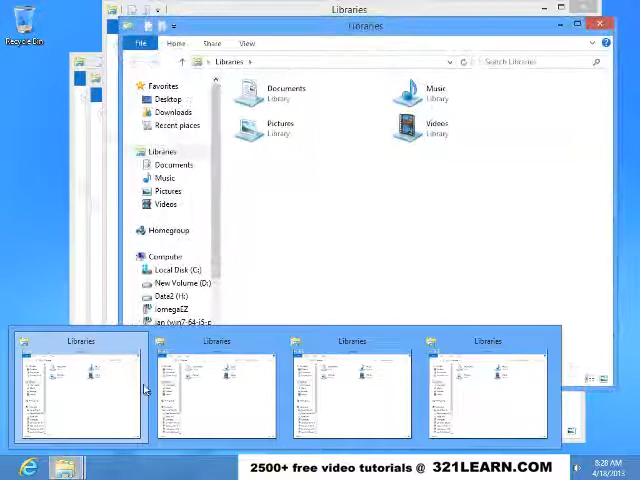 Libraries
Libraries
Recycle Bin
File Home Share View
Libraries
Search Libraries
Favorites
Desktop
Downloads
Recent places
Libraries
Documents
Music
Pictures
Videos
Homegroup
Computer
Local Disk (C:)
New Volume (D:)
Data2 (H:)
IomegaEZ
Documents
Library
Music
Library
Pictures
Library
Videos
Library
Libraries
Libraries
Libraries
Libraries
2500+ free video tutorials @ 321LEARN.COM
8:28 AM
4/18/2013